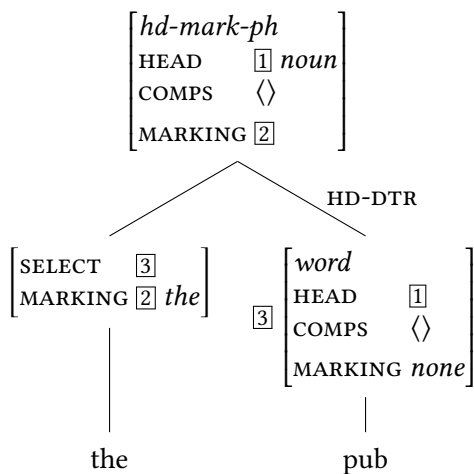 hd-mark-ph
HEAD 1 noun
COMPS ⟨⟩
MARKING 2
HD-DTR
SELECT 3
MARKING 2 the
3
word
HEAD 1
COMPS ⟨⟩
MARKING none
the pub